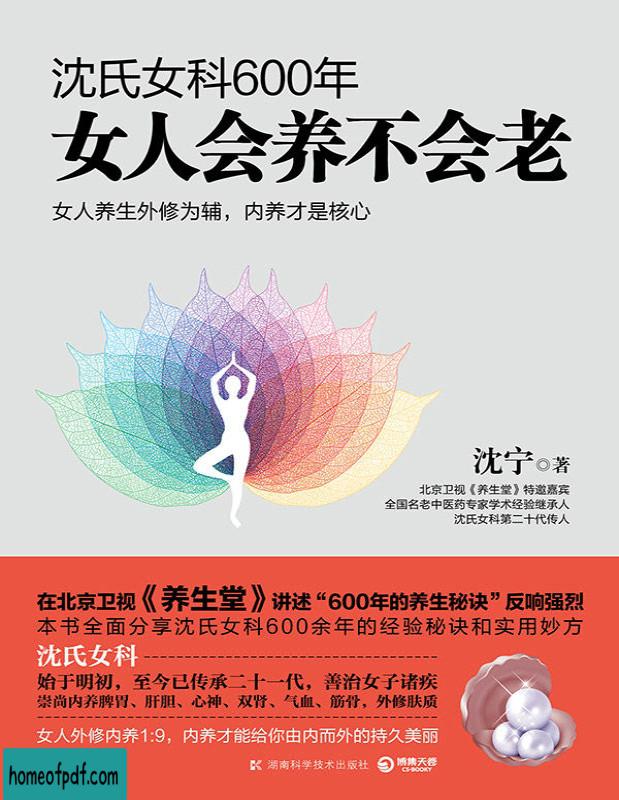 沈氏女科600年
女人会养不会老
女人养生外修为辅，内养才是核心
沈宁◎著
北京卫视《养生堂》特邀嘉宾
全国名老中医药专家学术经验继承人
沈氏女科第二十代传人
在北京卫视《养生堂》讲述“600年的养生秘诀”反响强烈
本书全面分享沈氏女科600余年的经验秘诀和实用妙方
沈氏女科
始于明初，至今已传承二十一代，善治女子诸疾
崇尚内养脾胃、肝胆、心神、双肾、气血、筋骨，外修肤质
女人外修内养1:9，内养才能给你由内而外的持久美丽
湖南科学技术出版社
博集天卷
CS-BOOKY
homeofpdf.com